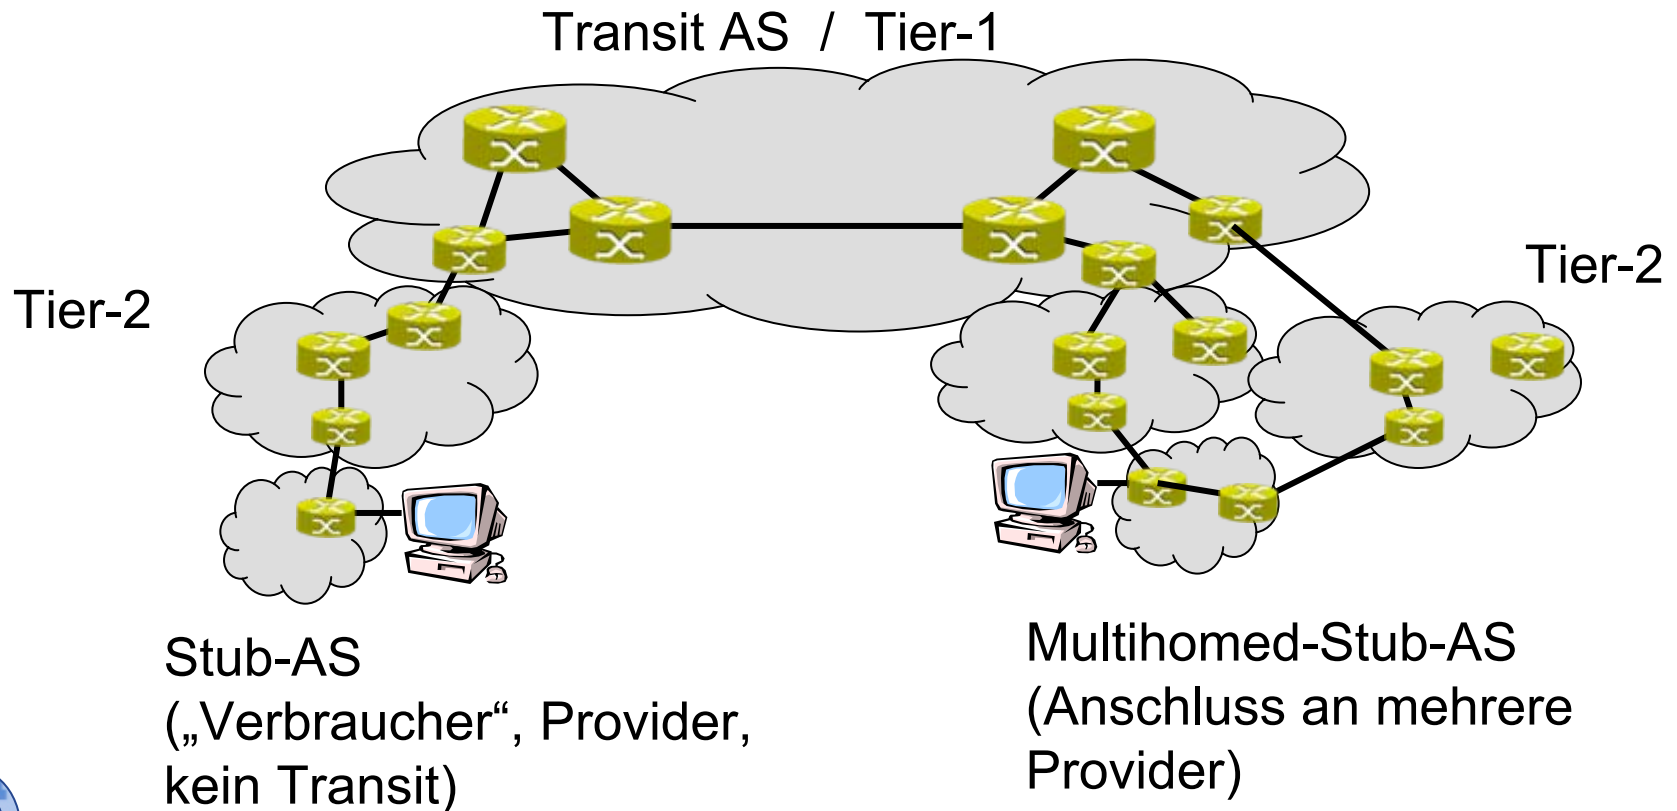 Transit AS / Tier-1
Tier-2
Tier-2
Stub-AS
(„Verbraucher“, Provider,
kein Transit)
Multihomed-Stub-AS
(Anschluss an mehrere
Provider)